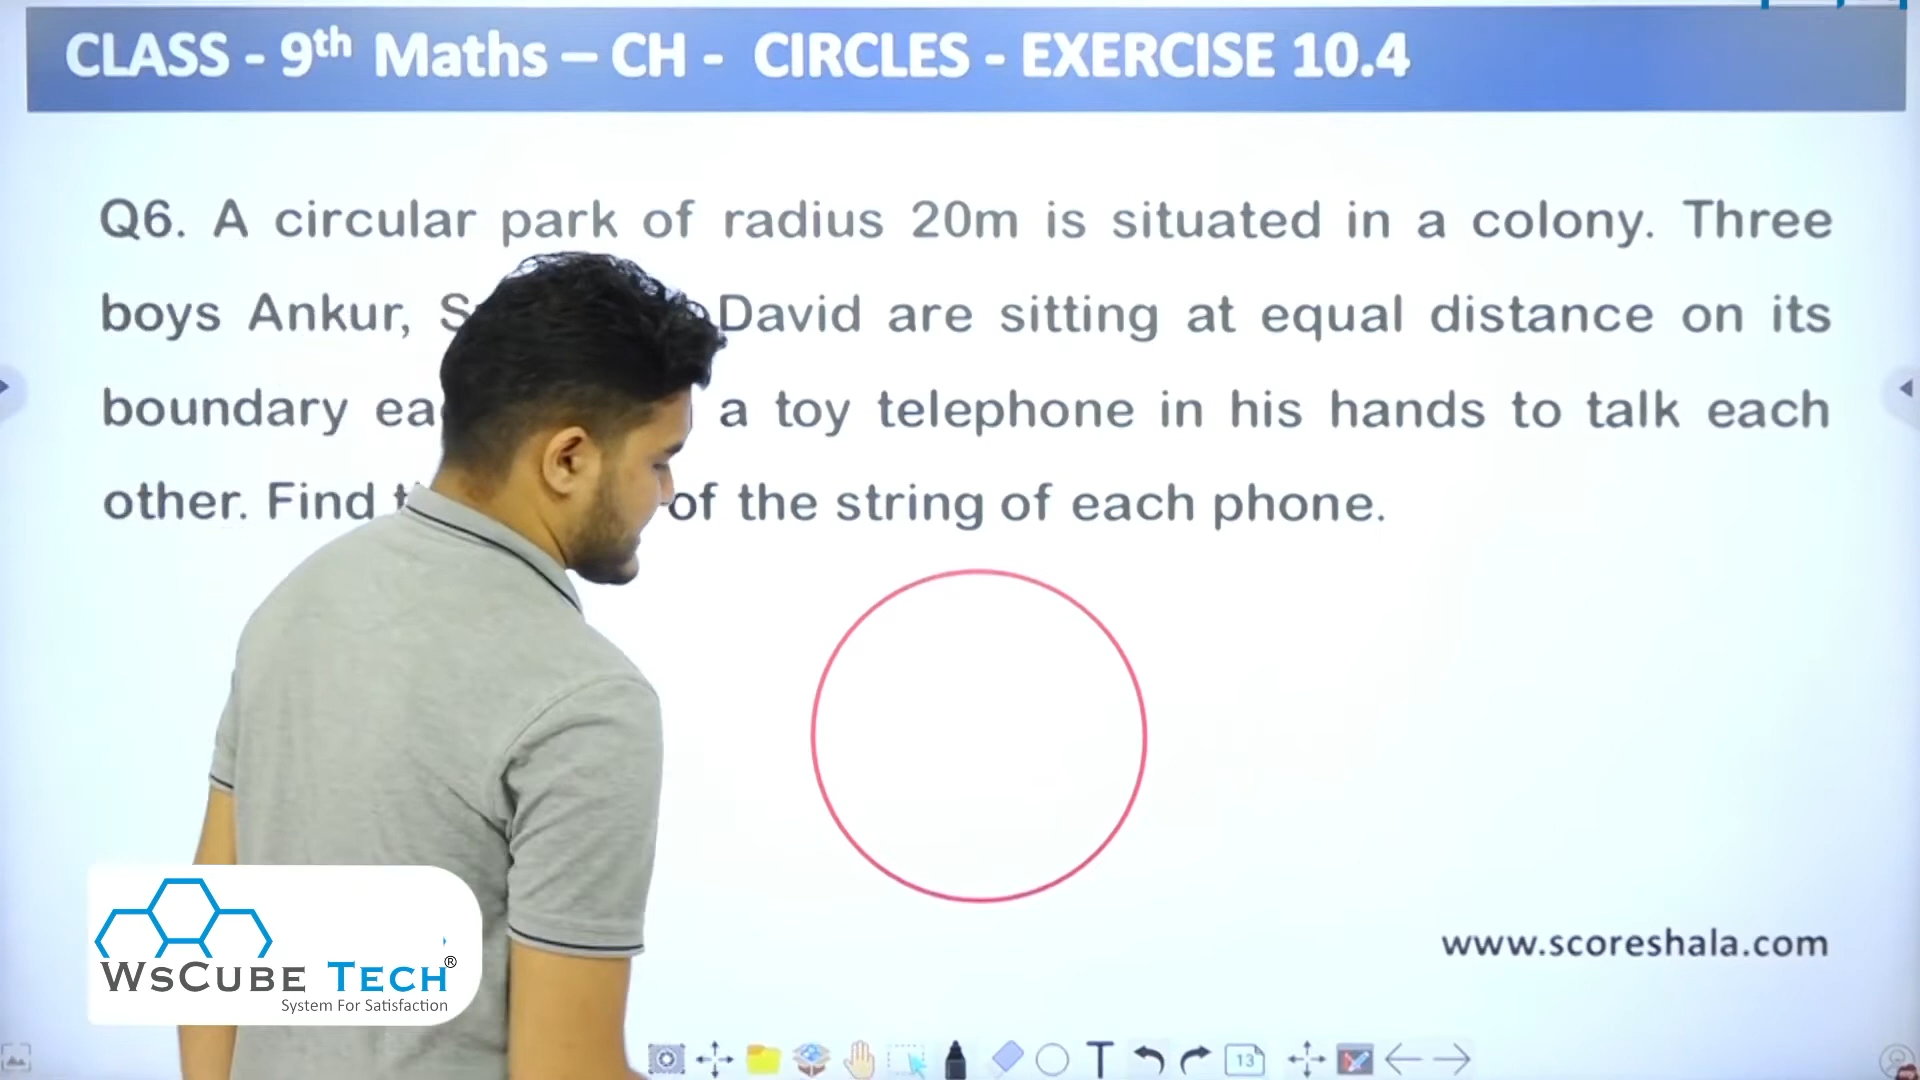 CLASS - 9th Maths – CH - CIRCLES - EXERCISE 10.4
Q6. A circular park of radius 20m is situated in a colony. Three
boys Ankur, David are sitting at equal distance on its
boundary a toy telephone in his hands to talk each
other. Find of the string of each phone.
www.scoreshala.com
WSCUBE TECH®
System For Satisfaction
T
13